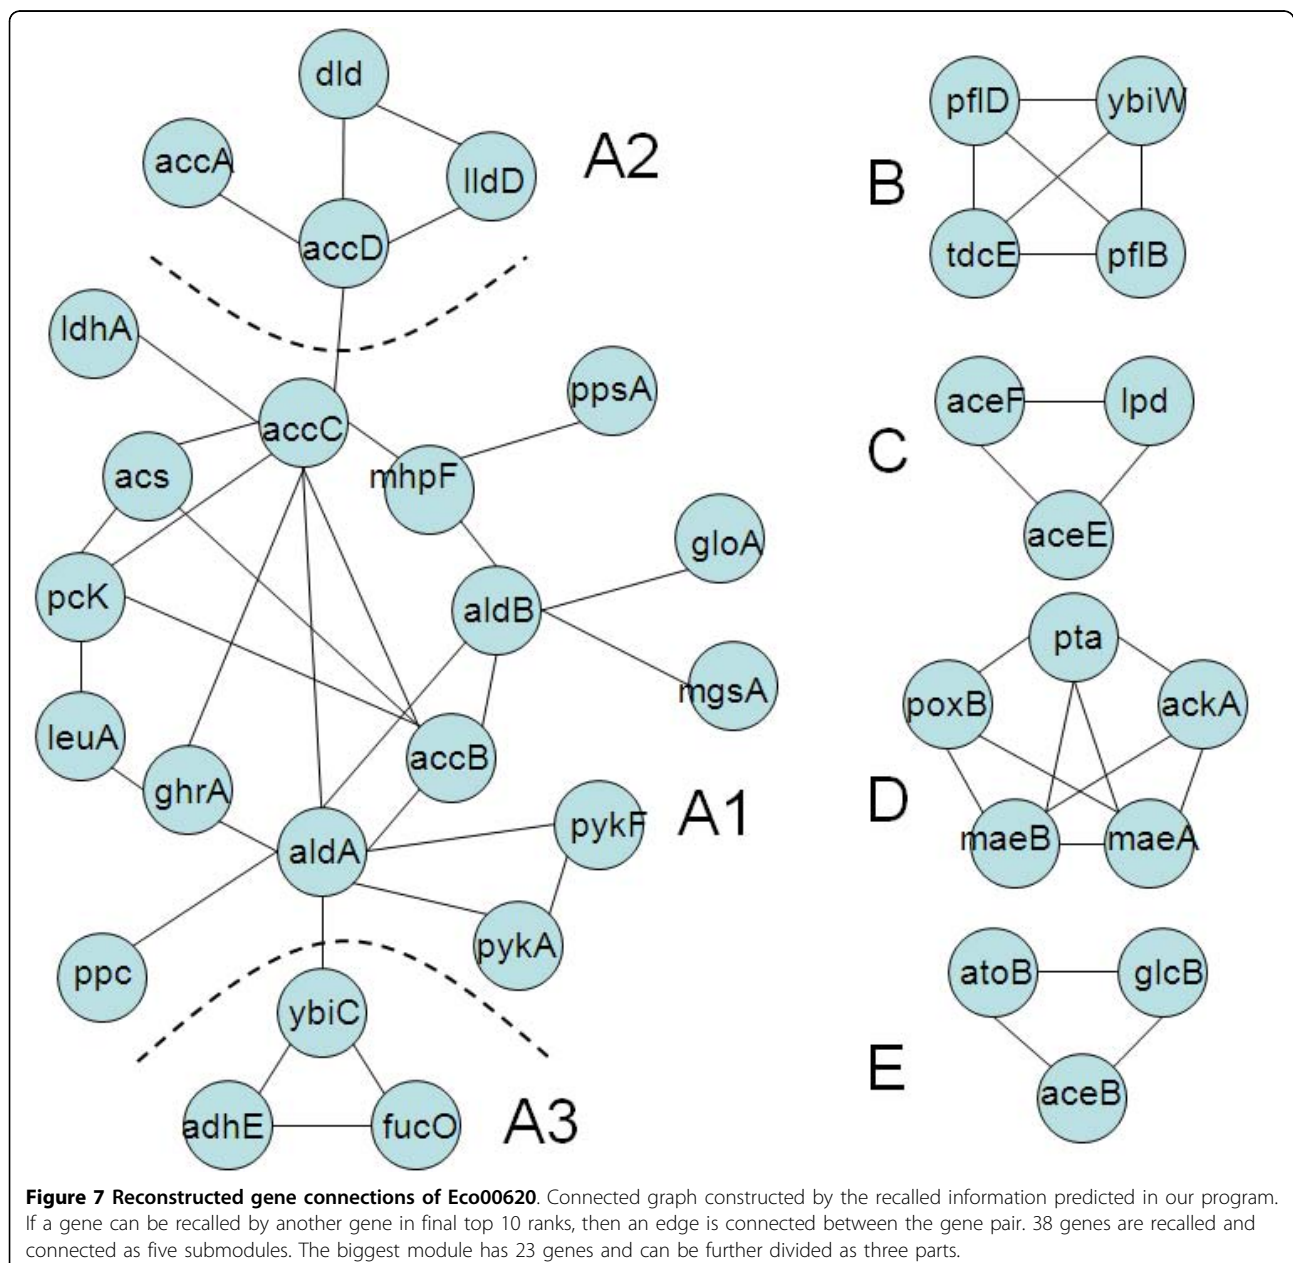 dld
accA
lldD
A2
accD
pflD
ybiW
B
tdcE
pflB
ldhA
accC
ppsA
acs
mhpF
aceF
lpd
C
aceE
gloA
pcK
aldB
mgsA
leuA
ghrA
accB
A1
aldA
pykF
pykA
ppc
pta
poxB
ackA
D
maeB
maeA
ybiC
adhE
fucO
A3
atoB
glcB
E
aceB
Figure 7 Reconstructed gene connections of Eco00620. Connected graph constructed by the recalled information predicted in our program.
If a gene can be recalled by another gene in final top 10 ranks, then an edge is connected between the gene pair. 38 genes are recalled and
connected as five submodules. The biggest module has 23 genes and can be further divided as three parts.